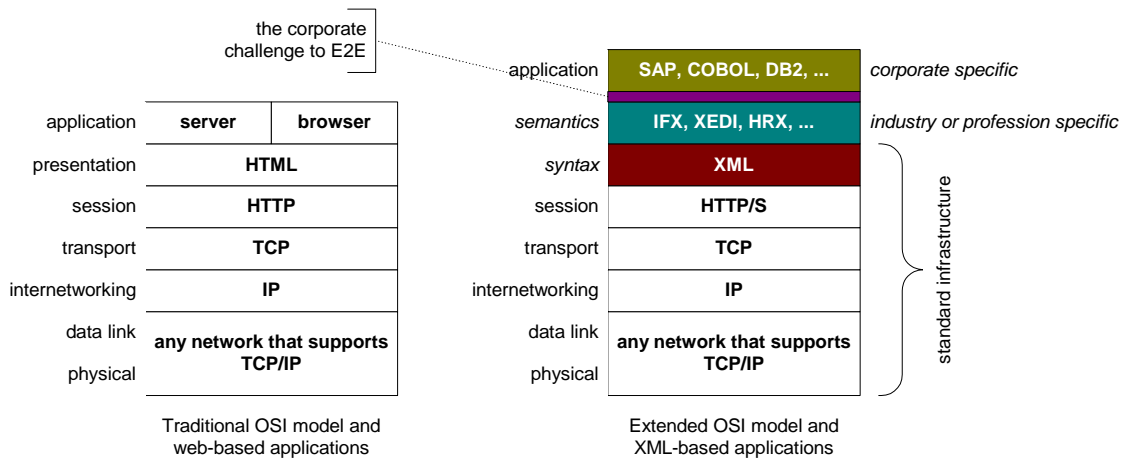 the corporate
challenge to E2E
application SAP, COBOL, DB2, ... corporate specific
application server browser
semantics IFX, XEDI, HRX, ... industry or profession specific
presentation HTML
syntax XML
session HTTP
session HTTP/S
transport TCP
transport TCP
internetworking IP
internetworking IP
data link
physical
any network that supports
TCP/IP
data link
physical
any network that supports
TCP/IP
standard infrastructure
Traditional OSI model and
web-based applications
Extended OSI model and
XML-based applications